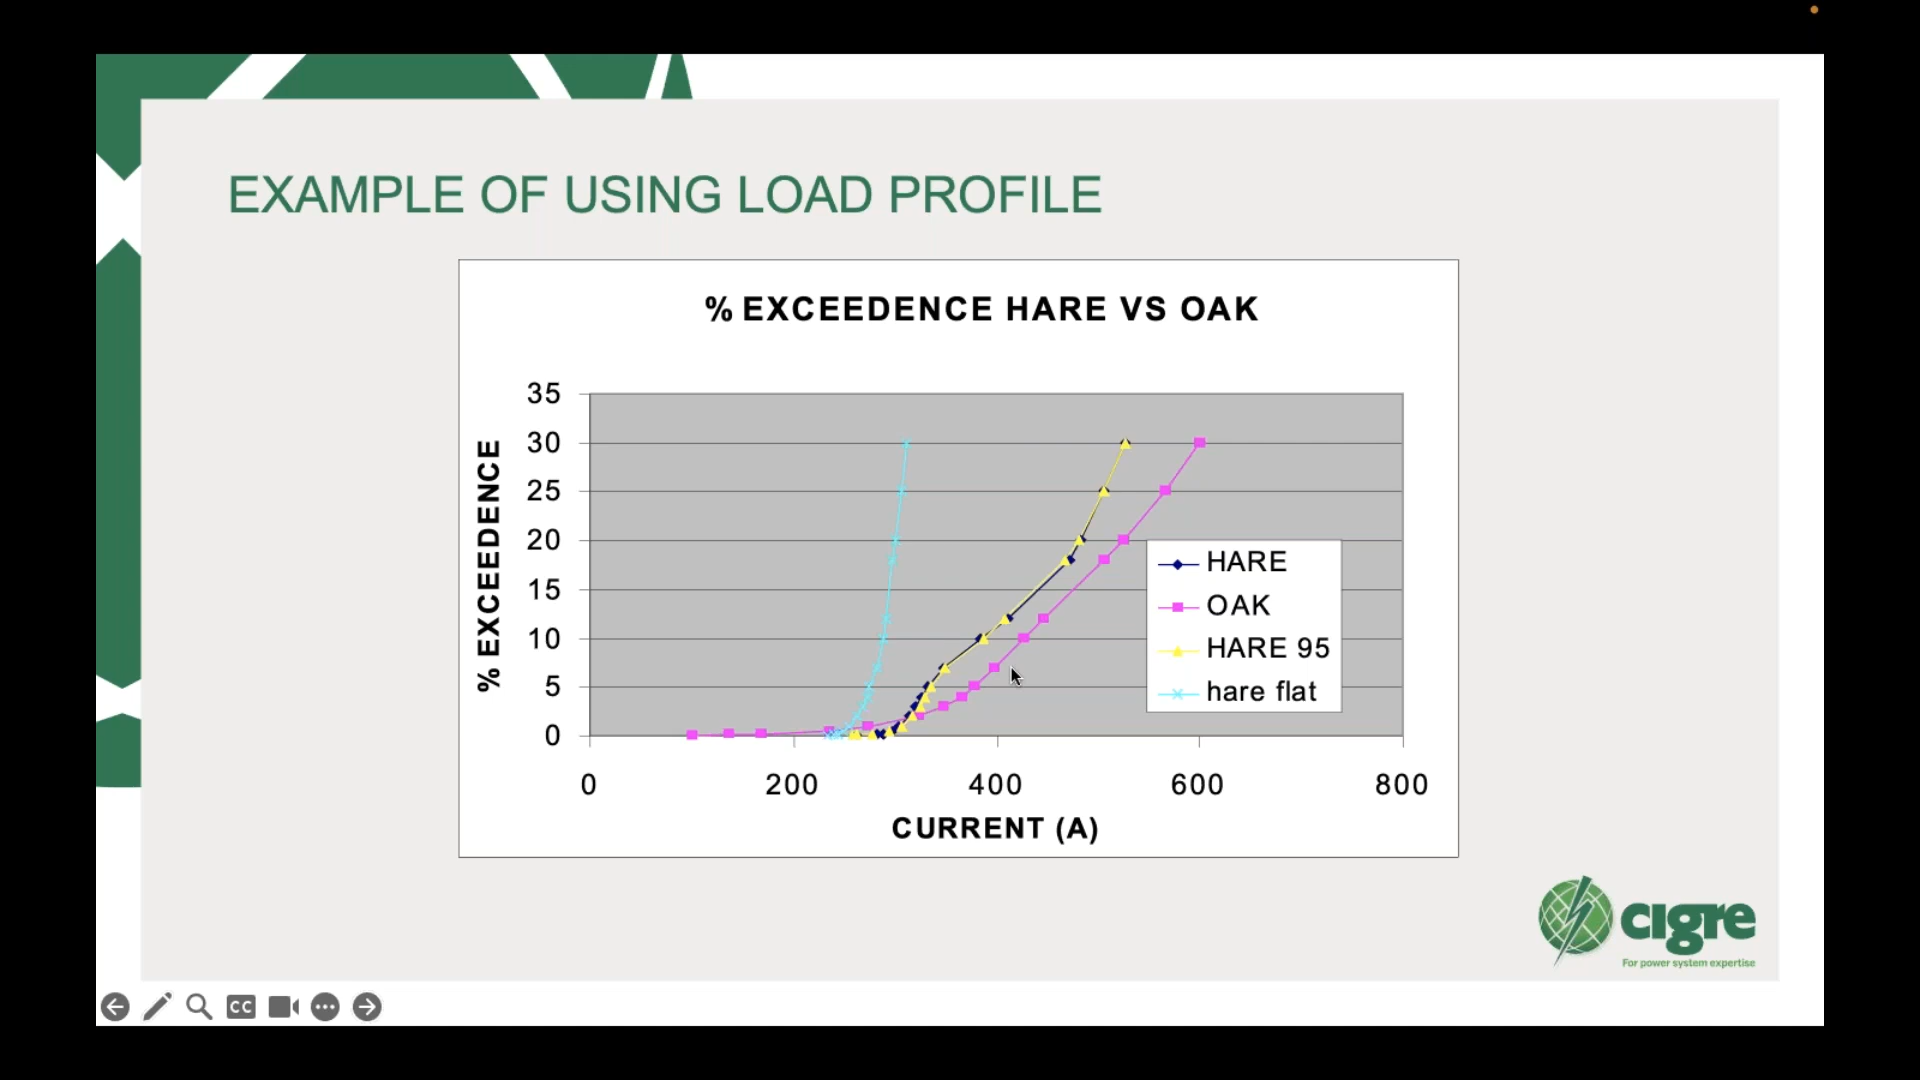 EXAMPLE OF USING LOAD PROFILE
% EXCEEDENCE HARE VS OAK
% EXCEEDENCE
35
30
25
20
15
10
5
0
0 200 400 600 800
CURRENT (A)
HARE
OAK
HARE 95
hare flat
cigre
For power system expertise
CC